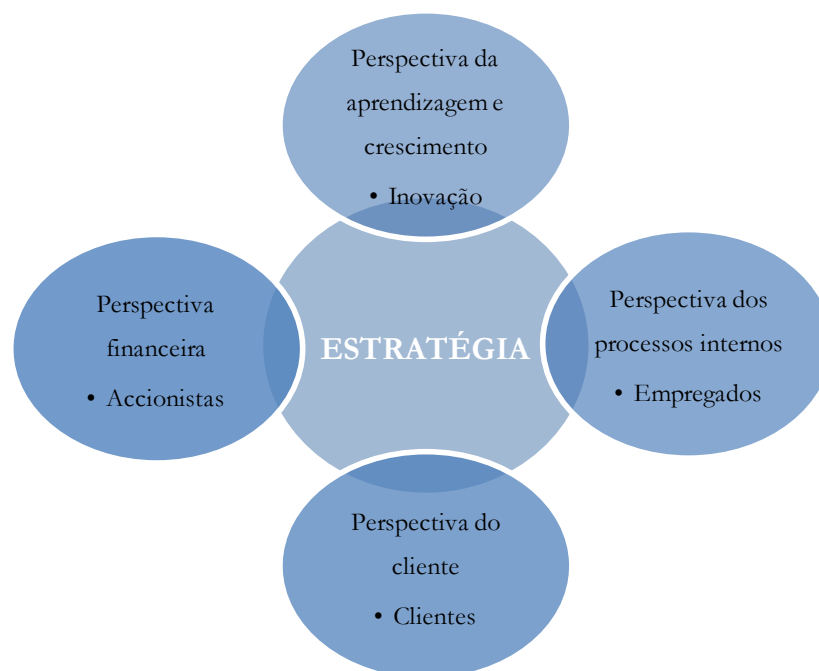 Perspectiva da
aprendizagem e
crescimento
• Inovação
Perspectiva
financeira
• Accionistas
ESTRATÉGIA
Perspectiva dos
processos internos
• Empregados
Perspectiva do
cliente
• Clientes